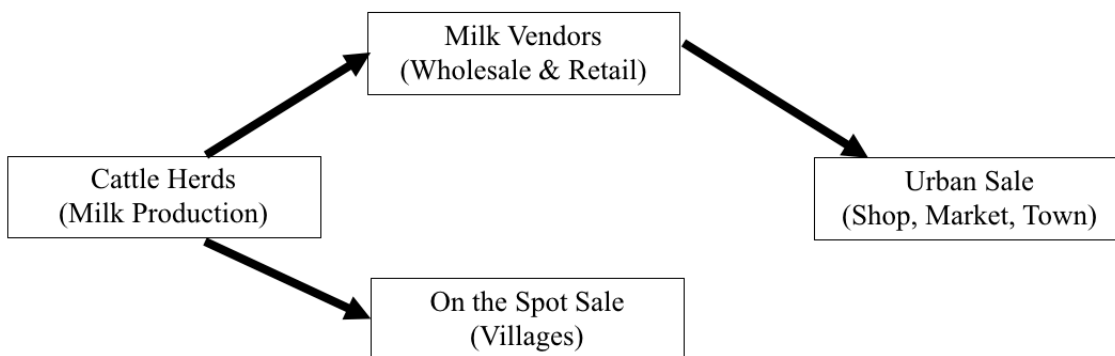 Milk Vendors
(Wholesale & Retail)
Cattle Herds
(Milk Production)
Urban Sale
(Shop, Market, Town)
On the Spot Sale
(Villages)